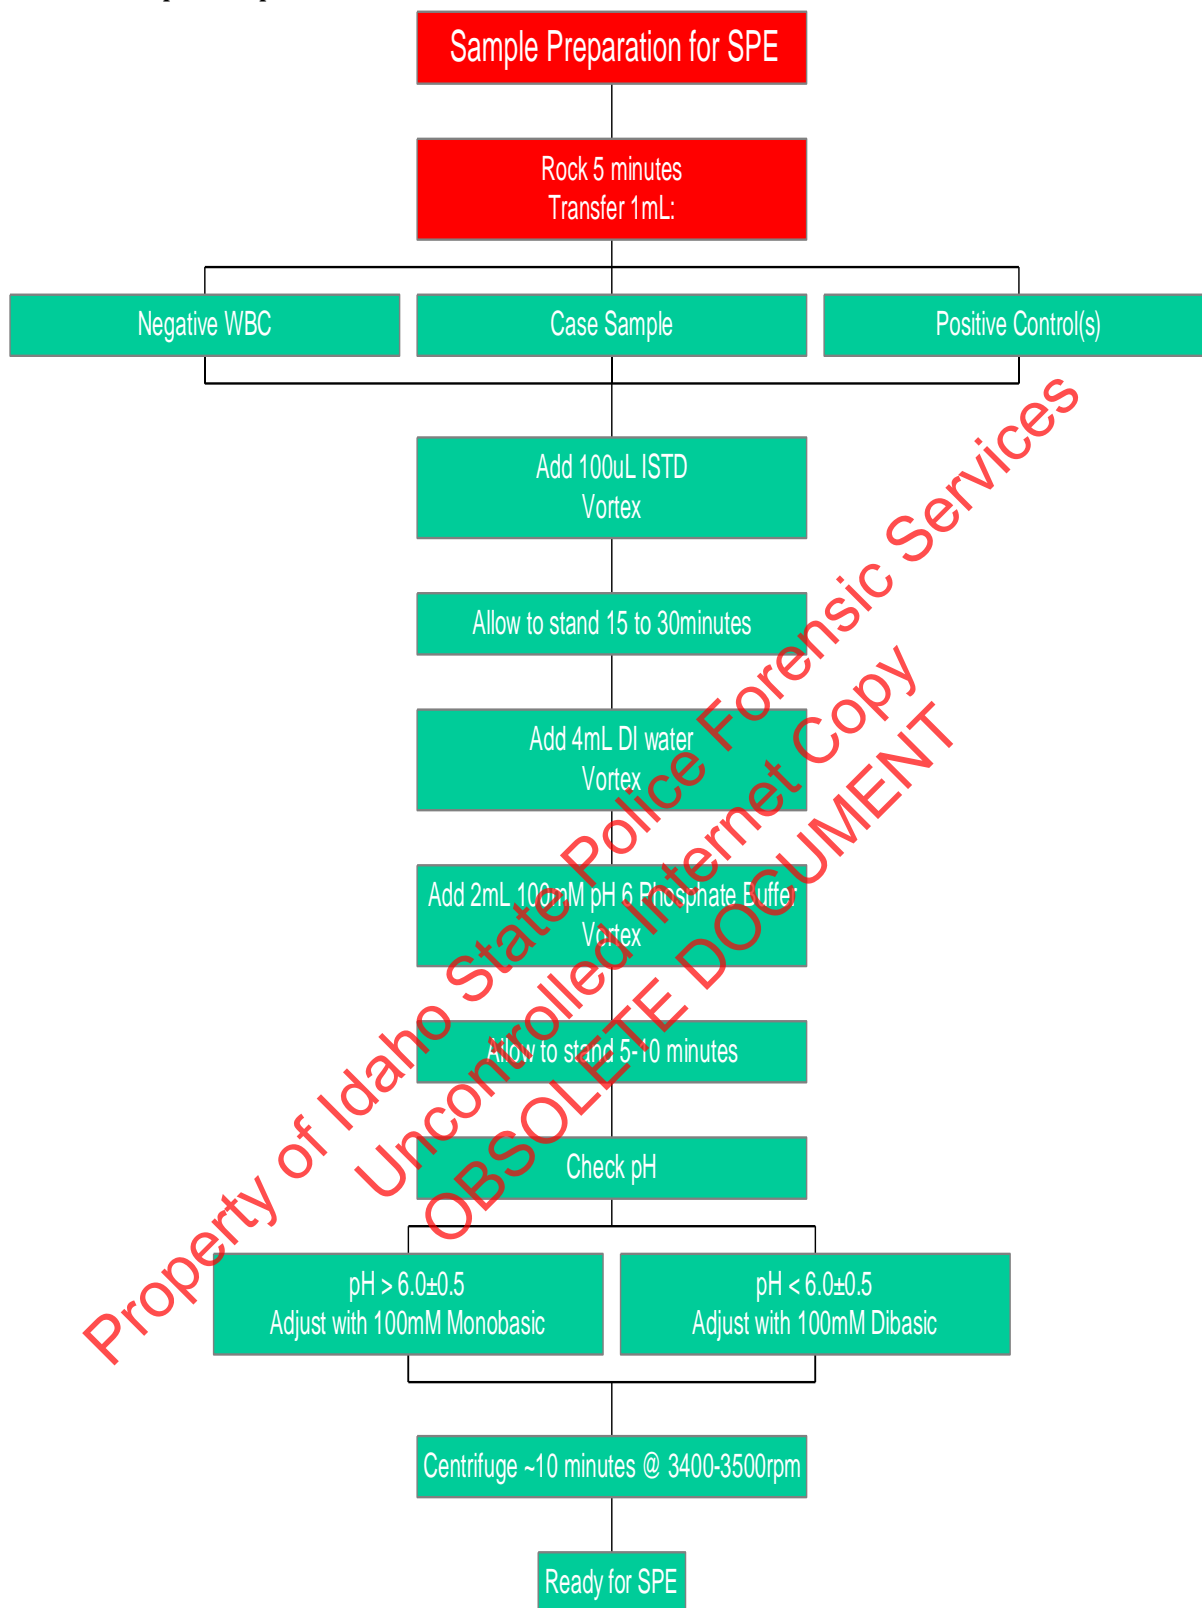 Sample Preparation for SPE
Rock 5 minutes
Transfer 1mL:
Negative WBC
Case Sample
Positive Control(s)
Add 100uL ISTD
Vortex
Allow to stand 15 to 30minutes
Add 4mL DI water
Vortex
Add 2mL 100mM pH 6 Phosphate Buffer
Vortex
Allow to stand 5-10 minutes
Check pH
pH > 6.0±0.5
Adjust with 100mM Monobasic
pH < 6.0±0.5
Adjust with 100mM Dibasic
Centrifuge ~10 minutes @ 3400-3500rpm
Ready for SPE
Property of Idaho State Police Forensic Services
Uncontrolled Internet Copy
OBSOLETE DOCUMENT